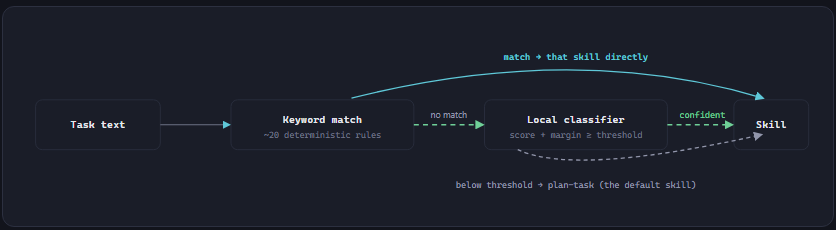 match → that skill directly
Task text
Keyword match
~20 deterministic rules
no match
Local classifier
score + margin ≥ threshold
confident
Skill
below threshold → plan-task (the default skill)